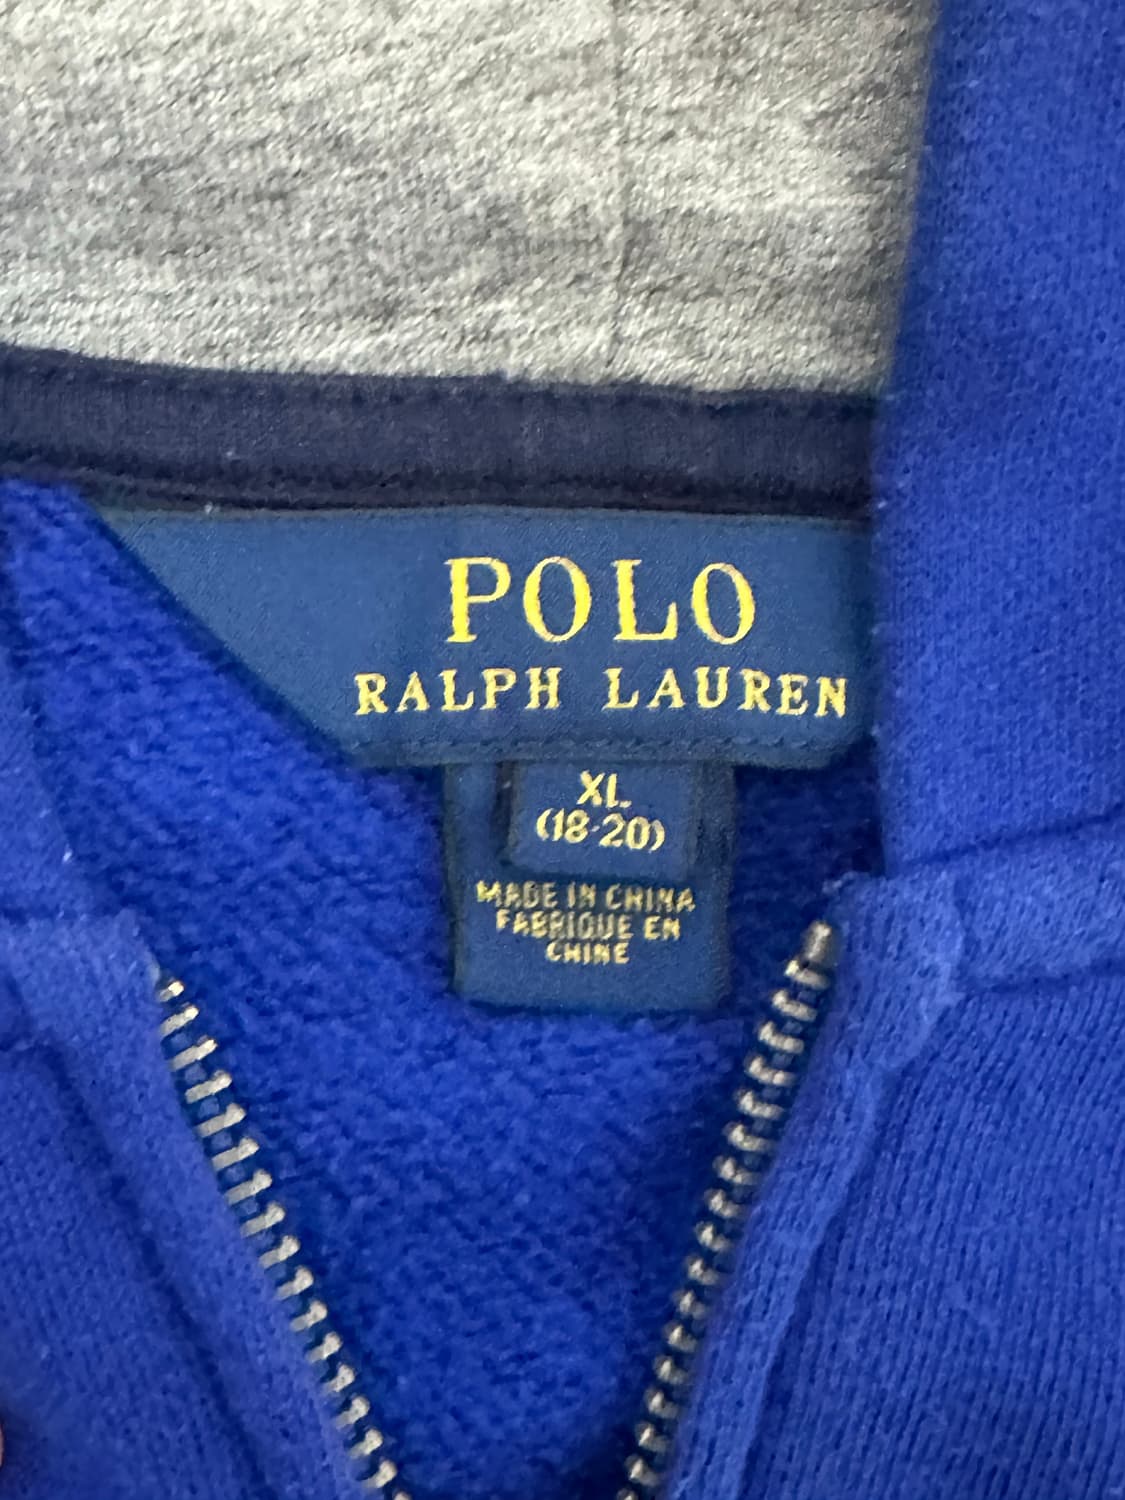 POLO
RALPH LAUREN
XL
(18-20)
MADE IN CHINA
FABRIQUE EN
CHINE